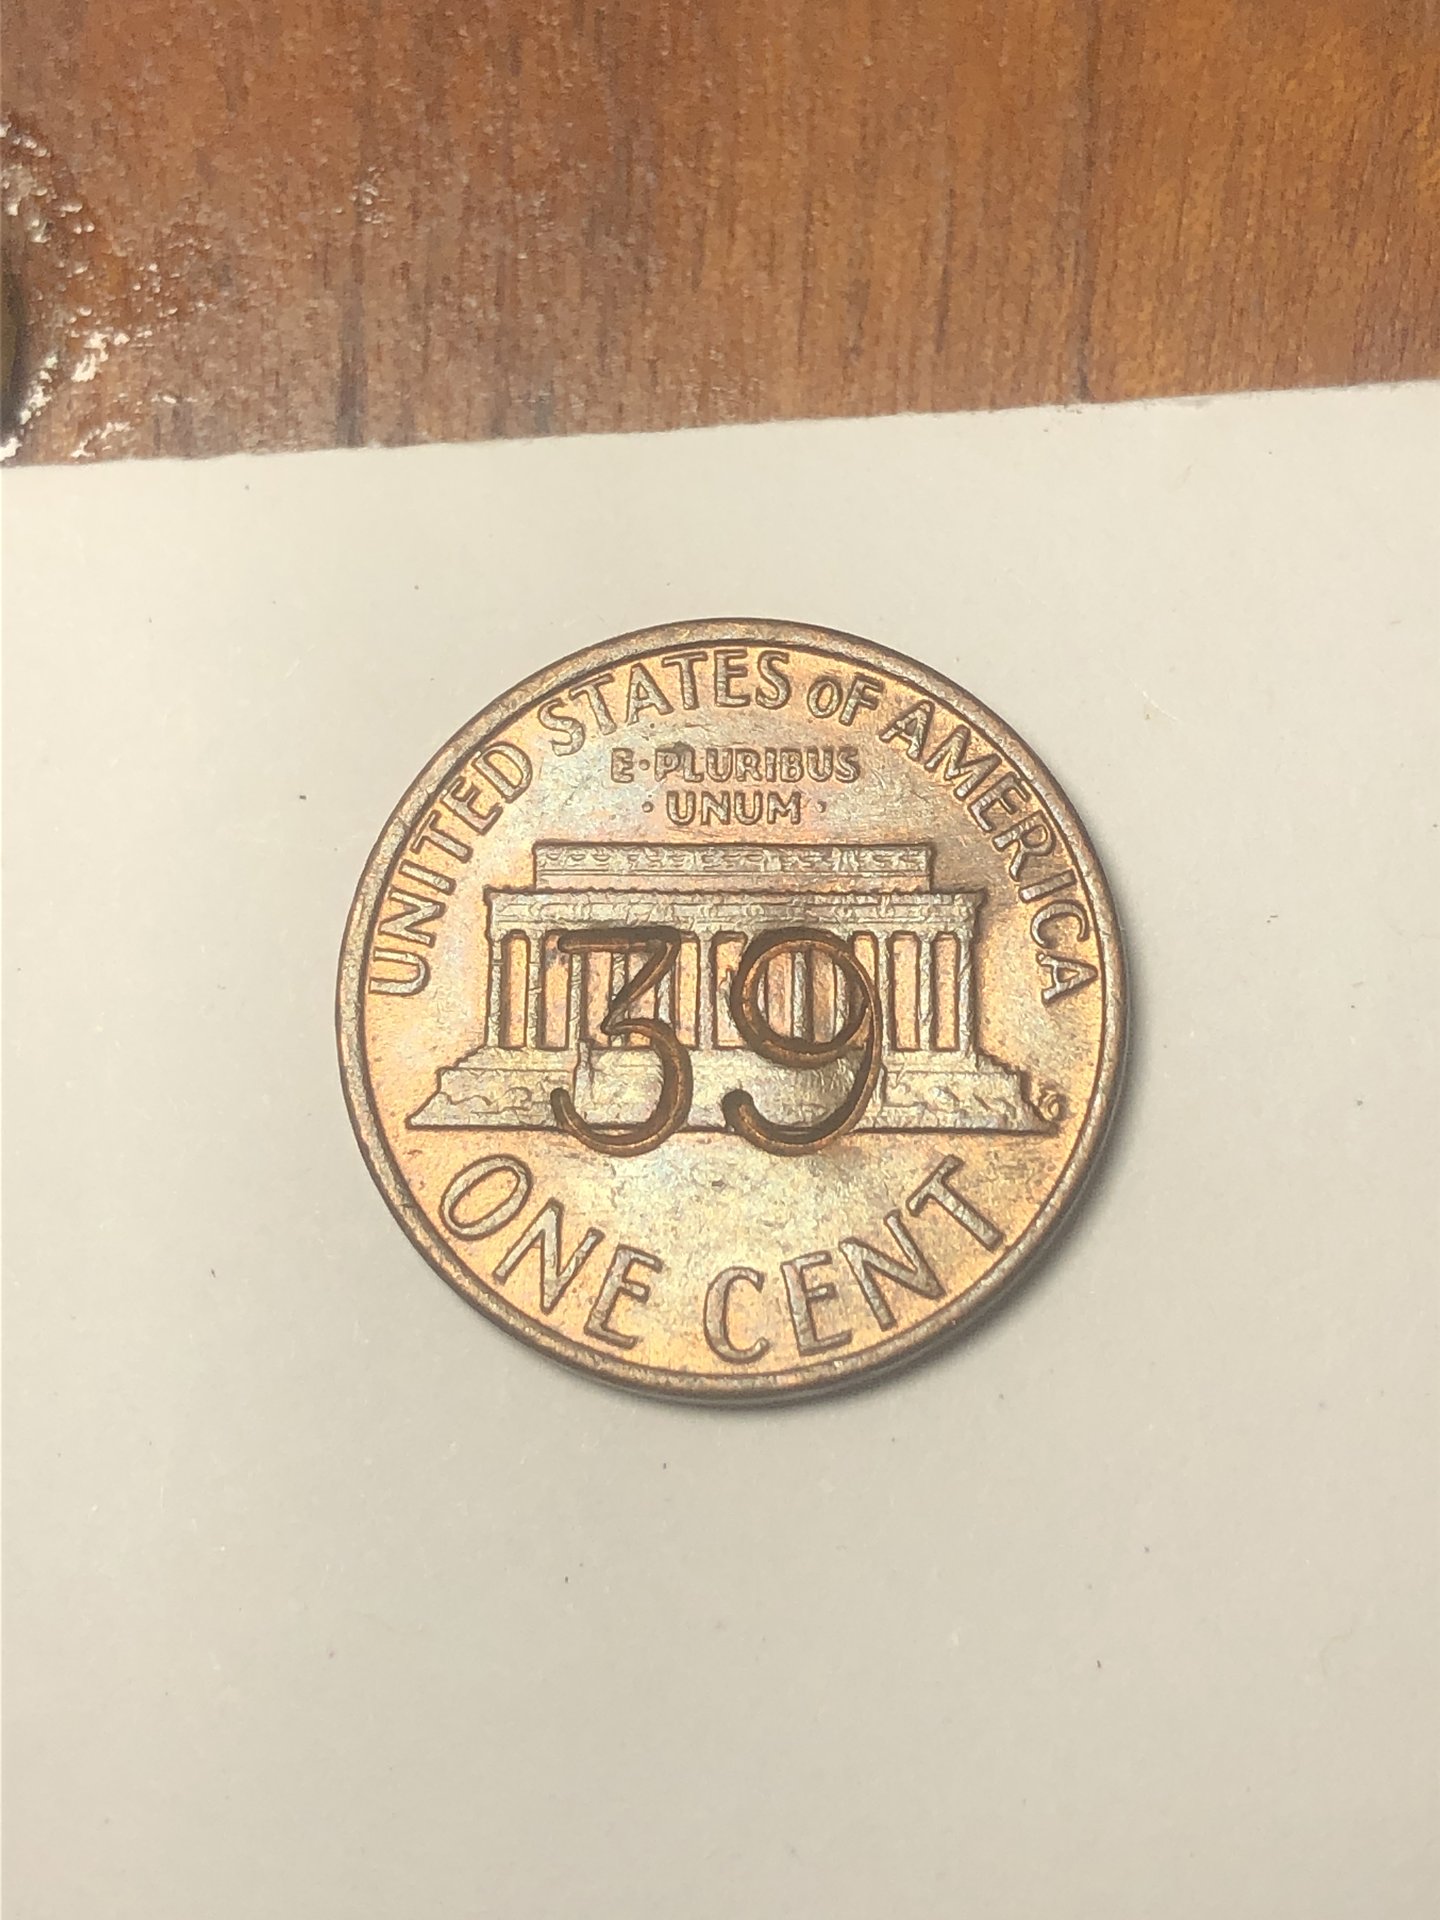 UNITED STATES OF AMERICA
E·PLURIBUS
·UNUM·
39
ONE CENT